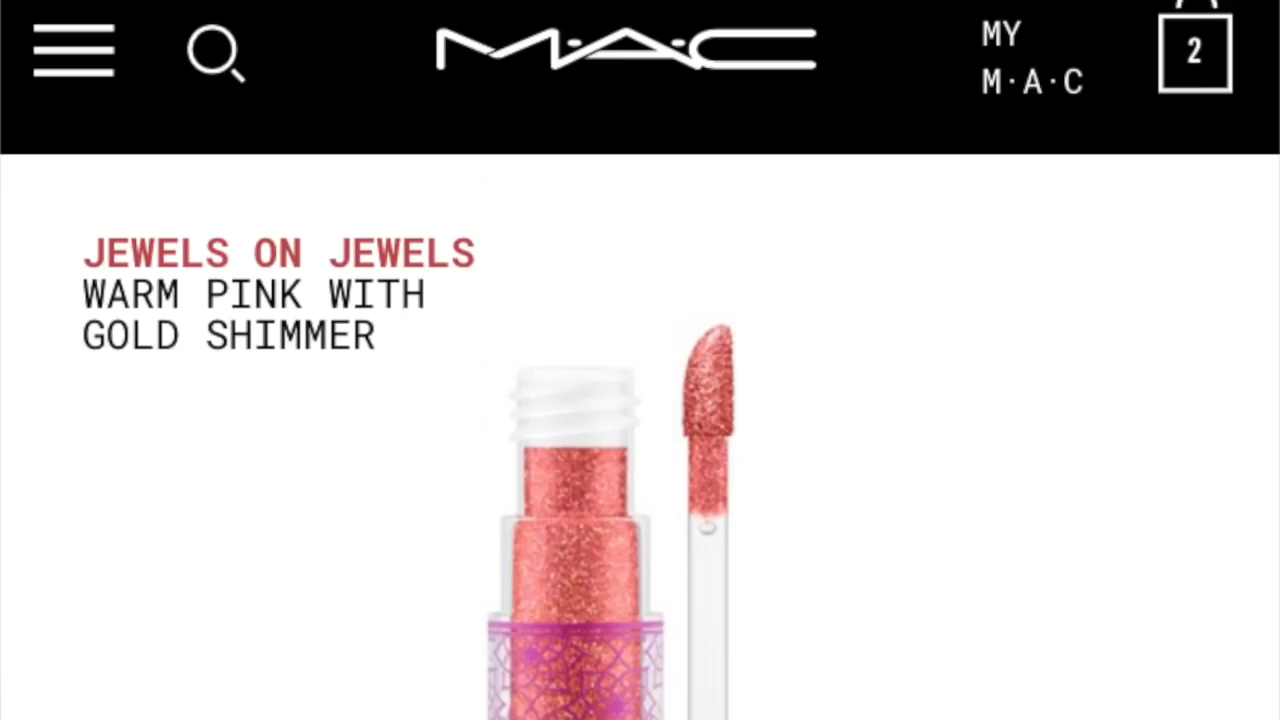 M·A·C
MY
M·A·C
2
JEWELS ON JEWELS
WARM PINK WITH
GOLD SHIMMER